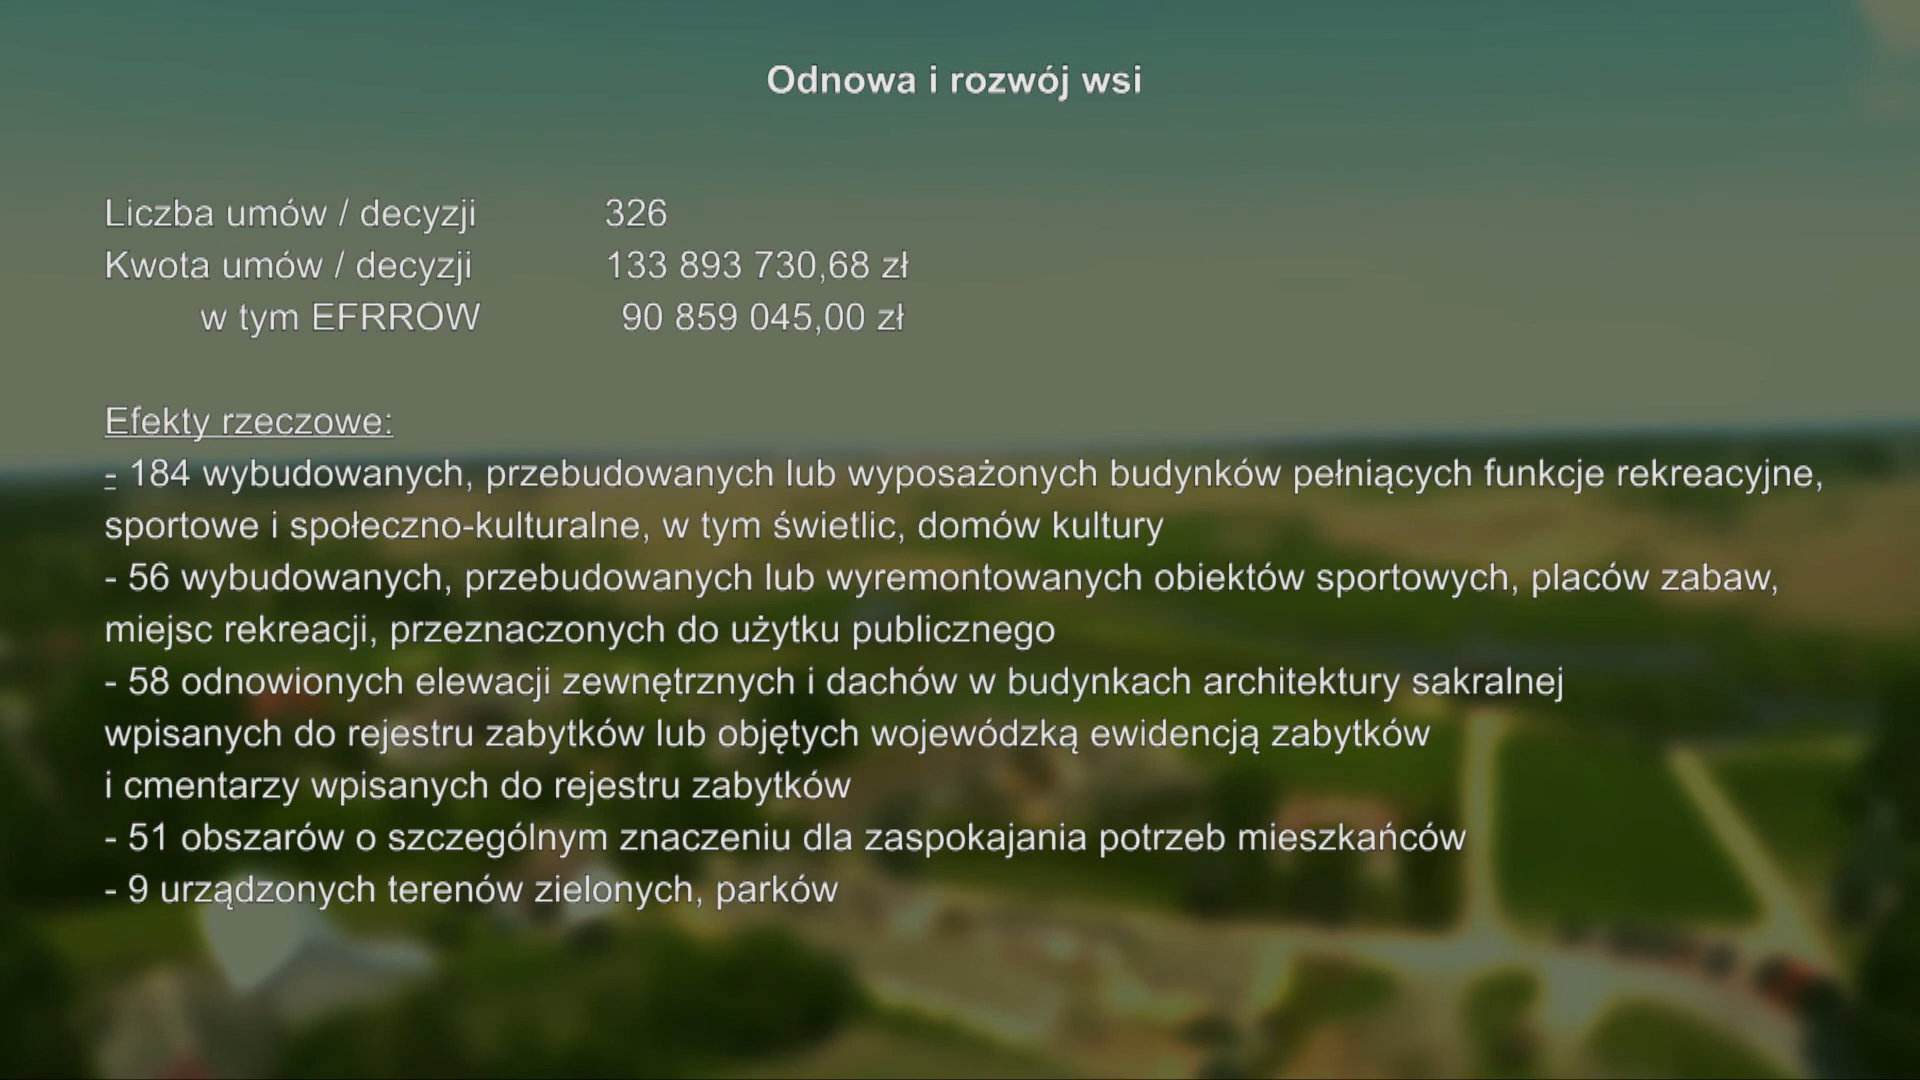 Odnowa i rozwój wsi
Liczba umów / decyzji 326
Kwota umów / decyzji 133 893 730,68 zł
w tym EFRROW 90 859 045,00 zł
Efekty rzeczowe:
- 184 wybudowanych, przebudowanych lub wyposażonych budynków pełniących funkcje rekreacyjne,
sportowe i społeczno-kulturalne, w tym świetlic, domów kultury
- 56 wybudowanych, przebudowanych lub wyremontowanych obiektów sportowych, placów zabaw,
miejsc rekreacji, przeznaczonych do użytku publicznego
- 58 odnowionych elewacji zewnętrznych i dachów w budynkach architektury sakralnej
wpisanych do rejestru zabytków lub objętych wojewódzką ewidencją zabytków
i cmentarzy wpisanych do rejestru zabytków
- 51 obszarów o szczególnym znaczeniu dla zaspokajania potrzeb mieszkańców
- 9 urządzonych terenów zielonych, parków